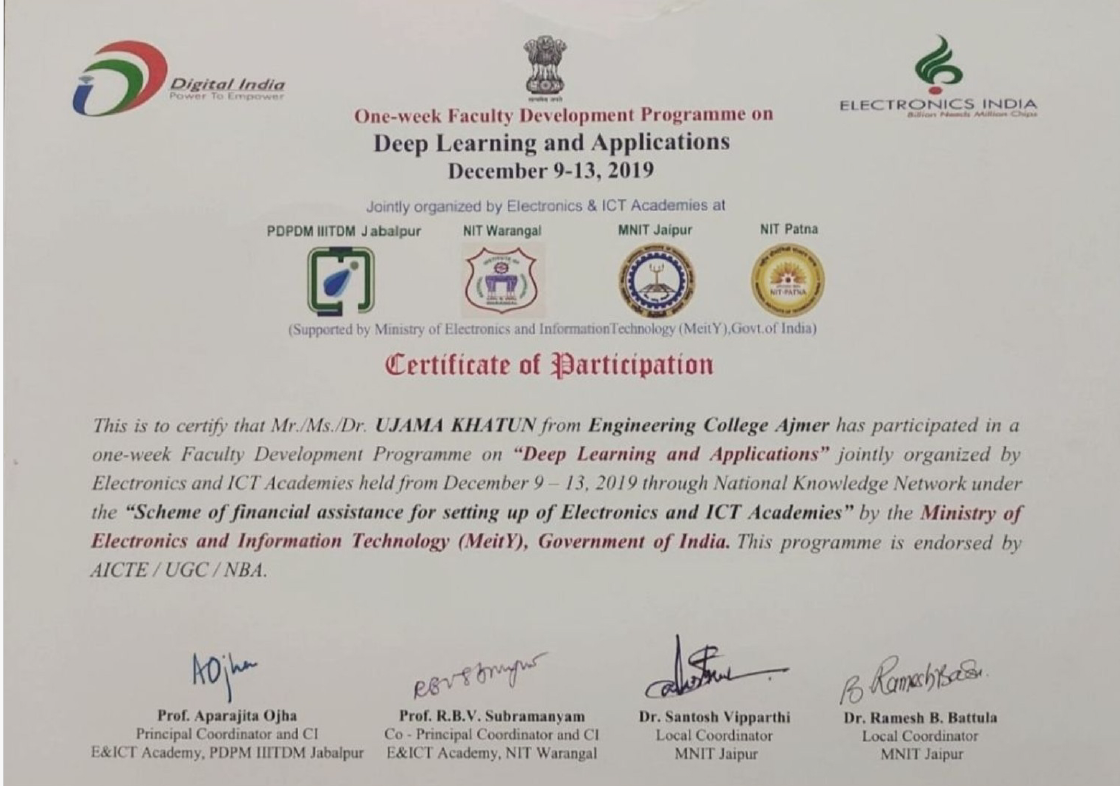 Digital India
Power To Empower
सत्यमेव जयते
ELECTRONICS INDIA
Billion Needs Million Chips
One-week Faculty Development Programme on
Deep Learning and Applications
December 9-13, 2019
Jointly organized by Electronics & ICT Academies at
PDPDM IIITDM Jabalpur NIT Warangal MNIT Jaipur NIT Patna
NIT-PATNA
(Supported by Ministry of Electronics and InformationTechnology (MeitY),Govt.of India)
Certificate of Participation
This is to certify that Mr./Ms./Dr. UJAMA KHATUN from Engineering College Ajmer has participated in a
one-week Faculty Development Programme on “Deep Learning and Applications” jointly organized by
Electronics and ICT Academies held from December 9 – 13, 2019 through National Knowledge Network under
the “Scheme of financial assistance for setting up of Electronics and ICT Academies” by the Ministry of
Electronics and Information Technology (MeitY), Government of India. This programme is endorsed by
AICTE / UGC / NBA.
AOjha
B Ramesh Babu
Prof. Aparajita Ojha
Principal Coordinator and CI
E&ICT Academy, PDPM IIITDM Jabalpur
Prof. R.B.V. Subramanyam
Co - Principal Coordinator and CI
E&ICT Academy, NIT Warangal
Dr. Santosh Vipparthi
Local Coordinator
MNIT Jaipur
Dr. Ramesh B. Battula
Local Coordinator
MNIT Jaipur